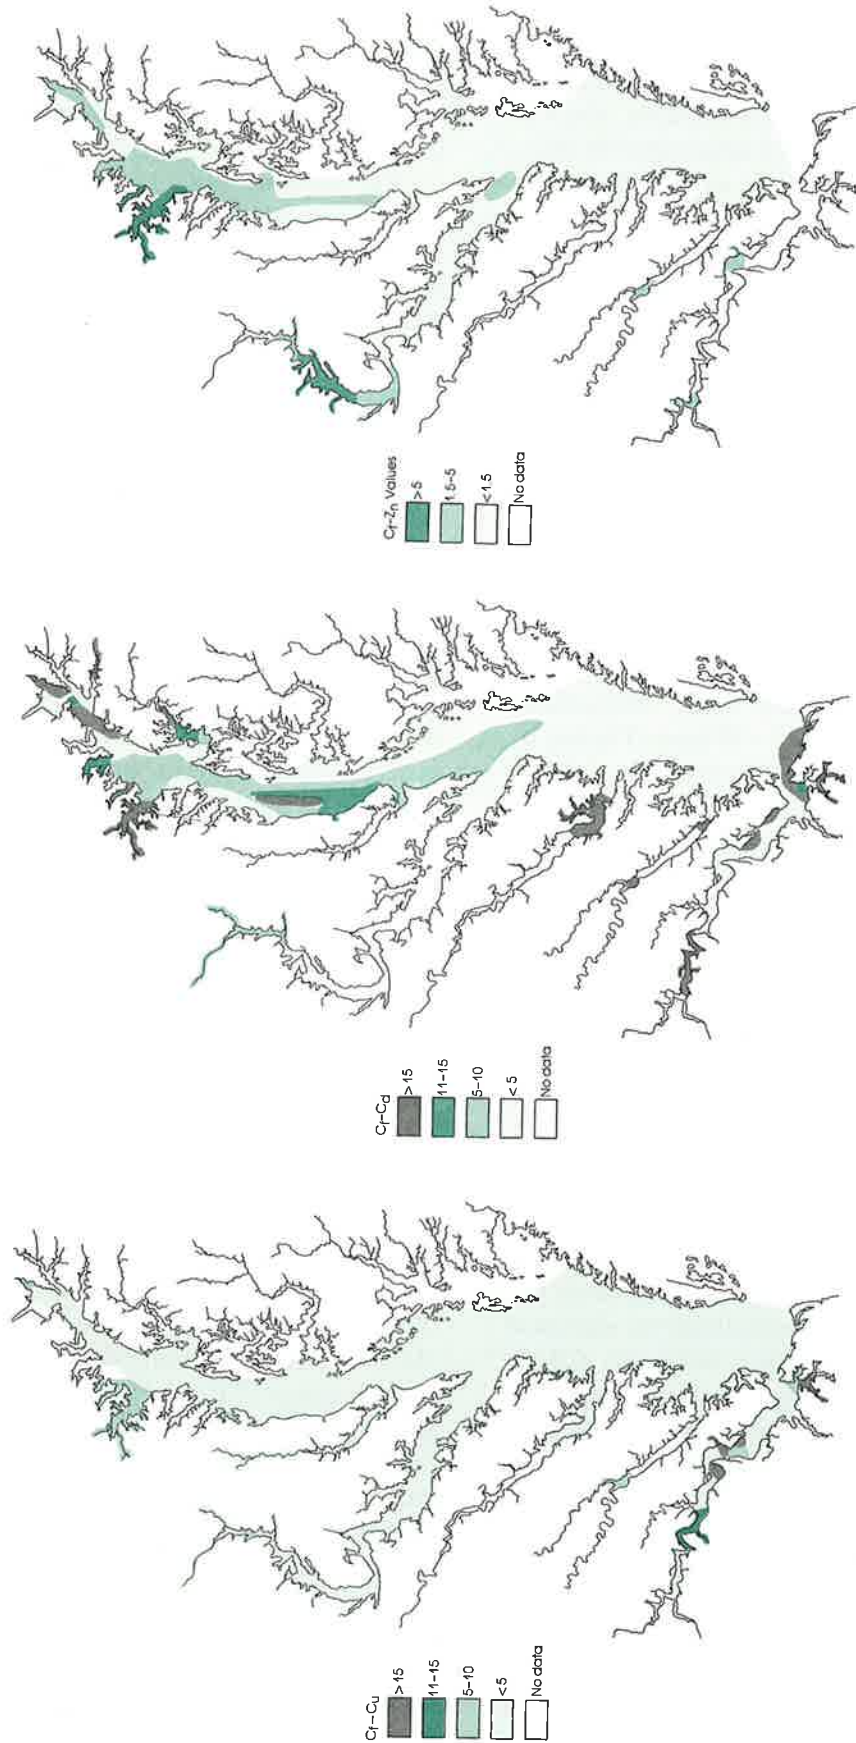 Cf-Zn Values
>5
1.5-5
<1.5
No data
Cf-Cd
>15
11-15
5-10
<5
No data
Cf-Cu
>15
11-15
5-10
<5
No data